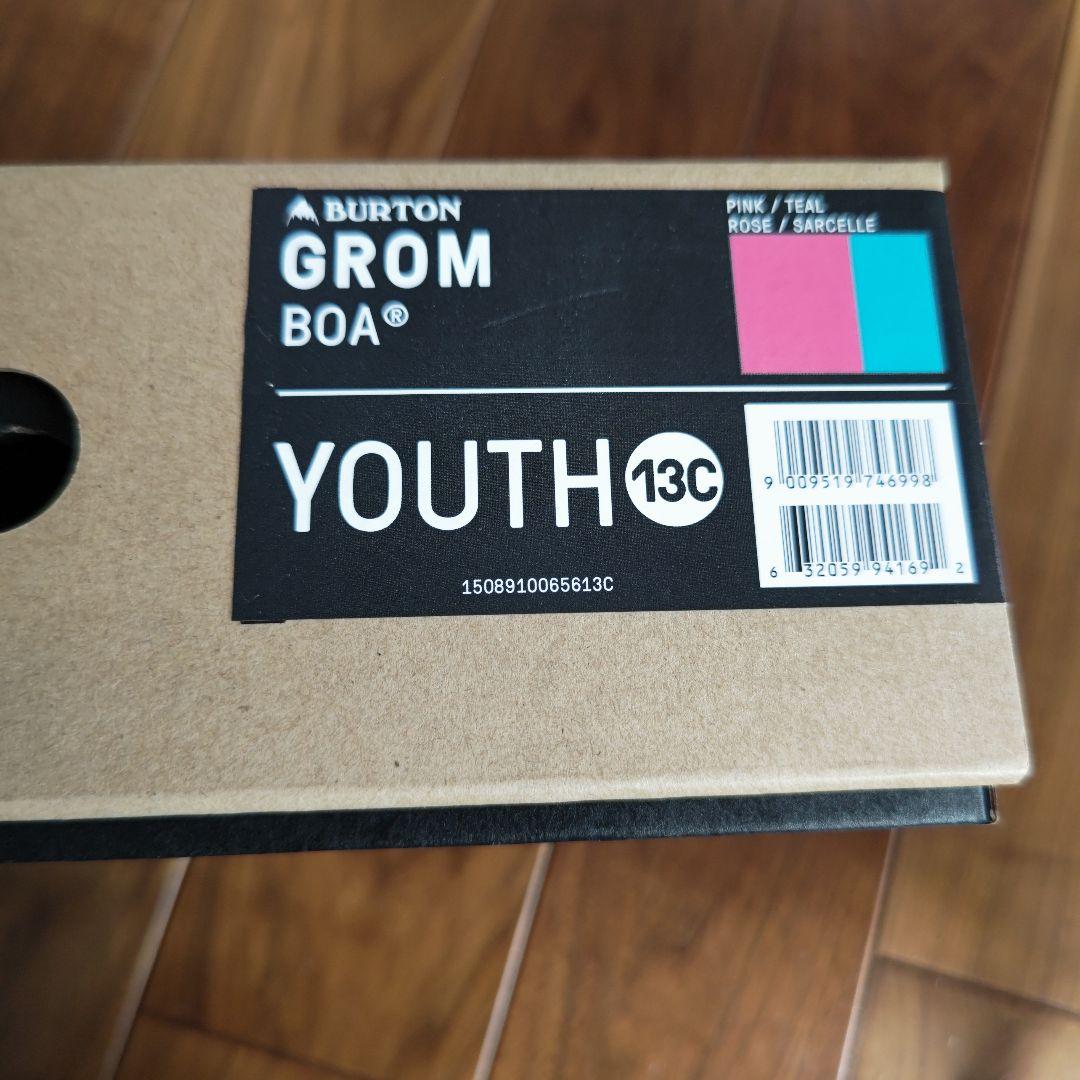 BURTON
GROM
BOA®
PINK / TEAL
ROSE / SARCELLE
YOUTH 13C
9 009519 746998
6 32059 94169 2
1508910065613C